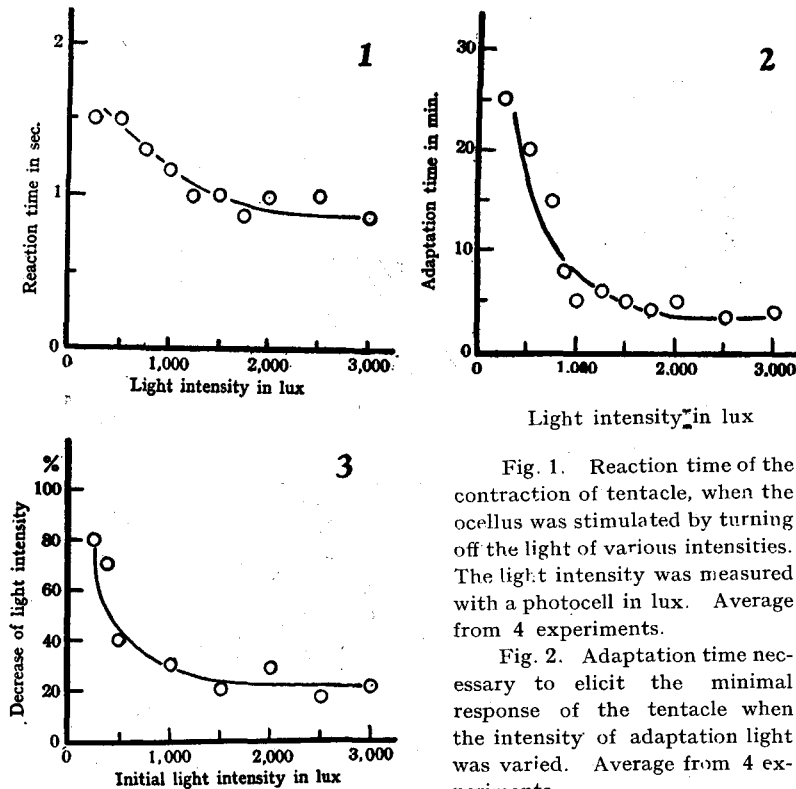 2
1
Reaction time in sec.
1
0
0 1,000 2,000 3,000
Light intensity in lux
30
2
20
Adaptation time in min.
10
0
0 1.000 2,000 3.000
Light intensity in lux
%
3
100
80
60
40
20
0
Decrease of light intensity
0 1,000 2,000 3,000
Initial light intensity in lux
Fig. 1. Reaction time of the
contraction of tentacle, when the
ocellus was stimulated by turning
off the light of various intensities.
The light intensity was measured
with a photocell in lux. Average
from 4 experiments.
Fig. 2. Adaptation time nec-
essary to elicit the minimal
response of the tentacle when
the intensity of adaptation light
was varied. Average from 4 ex-